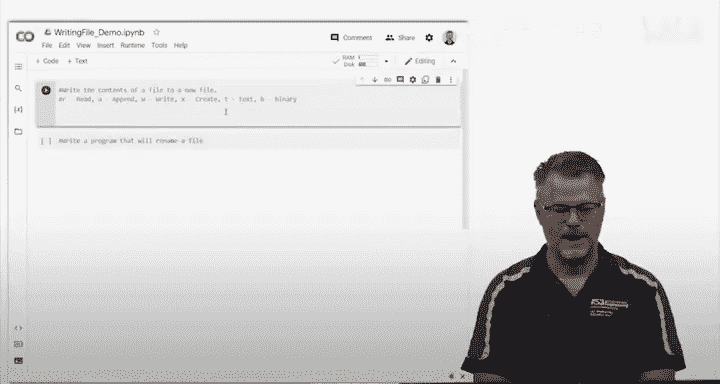 WritingFile_Demo.ipynb
Comment
Share
File Edit View Insert Runtime Tools Help
+ Code + Text
RAM
Disk
Editing
#Write the contents of a file to a new file.
#r - Read, a - Append, w - Write, x - Create, t - text, b - binary
[ ] #Write a program that will rename a file